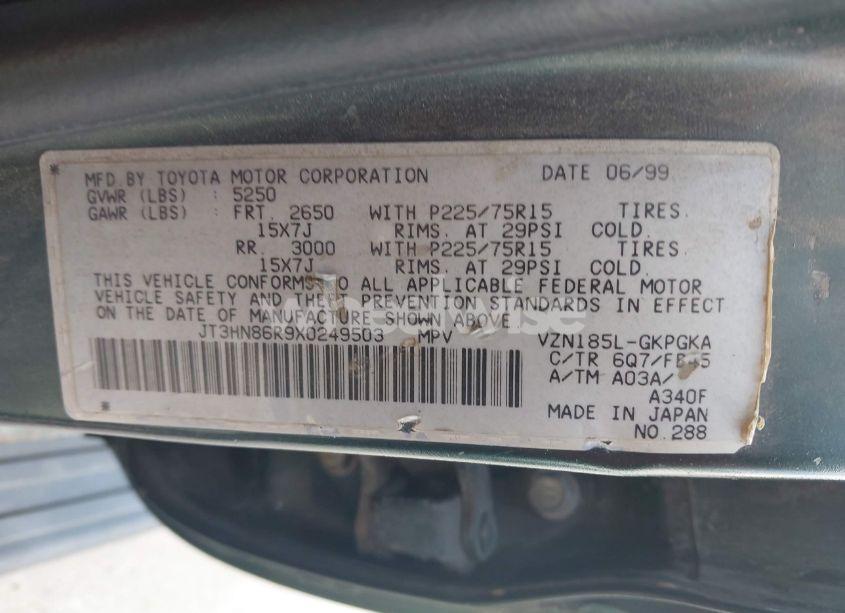 MFD. BY TOYOTA MOTOR CORPORATION DATE 06/99
GVWR (LBS) : 5250
GAWR (LBS) : FRT. 2650 WITH P225/75R15 TIRES.
15X7J RIMS. AT 29PSI COLD.
RR. 3000 WITH P225/75R15 TIRES
15X7J RIMS. AT 29PSI COLD.
THIS VEHICLE CONFORMS TO ALL APPLICABLE FEDERAL MOTOR
VEHICLE SAFETY AND THEFT PREVENTION STANDARDS IN EFFECT
ON THE DATE OF MANUFACTURE SHOWN ABOVE.
JT3HN86R9X0249503 MPV VZN185L-GKPGKA
C/TR 6Q7/
A/TM A03A/
A340F
MADE IN JAPAN
NO. 288